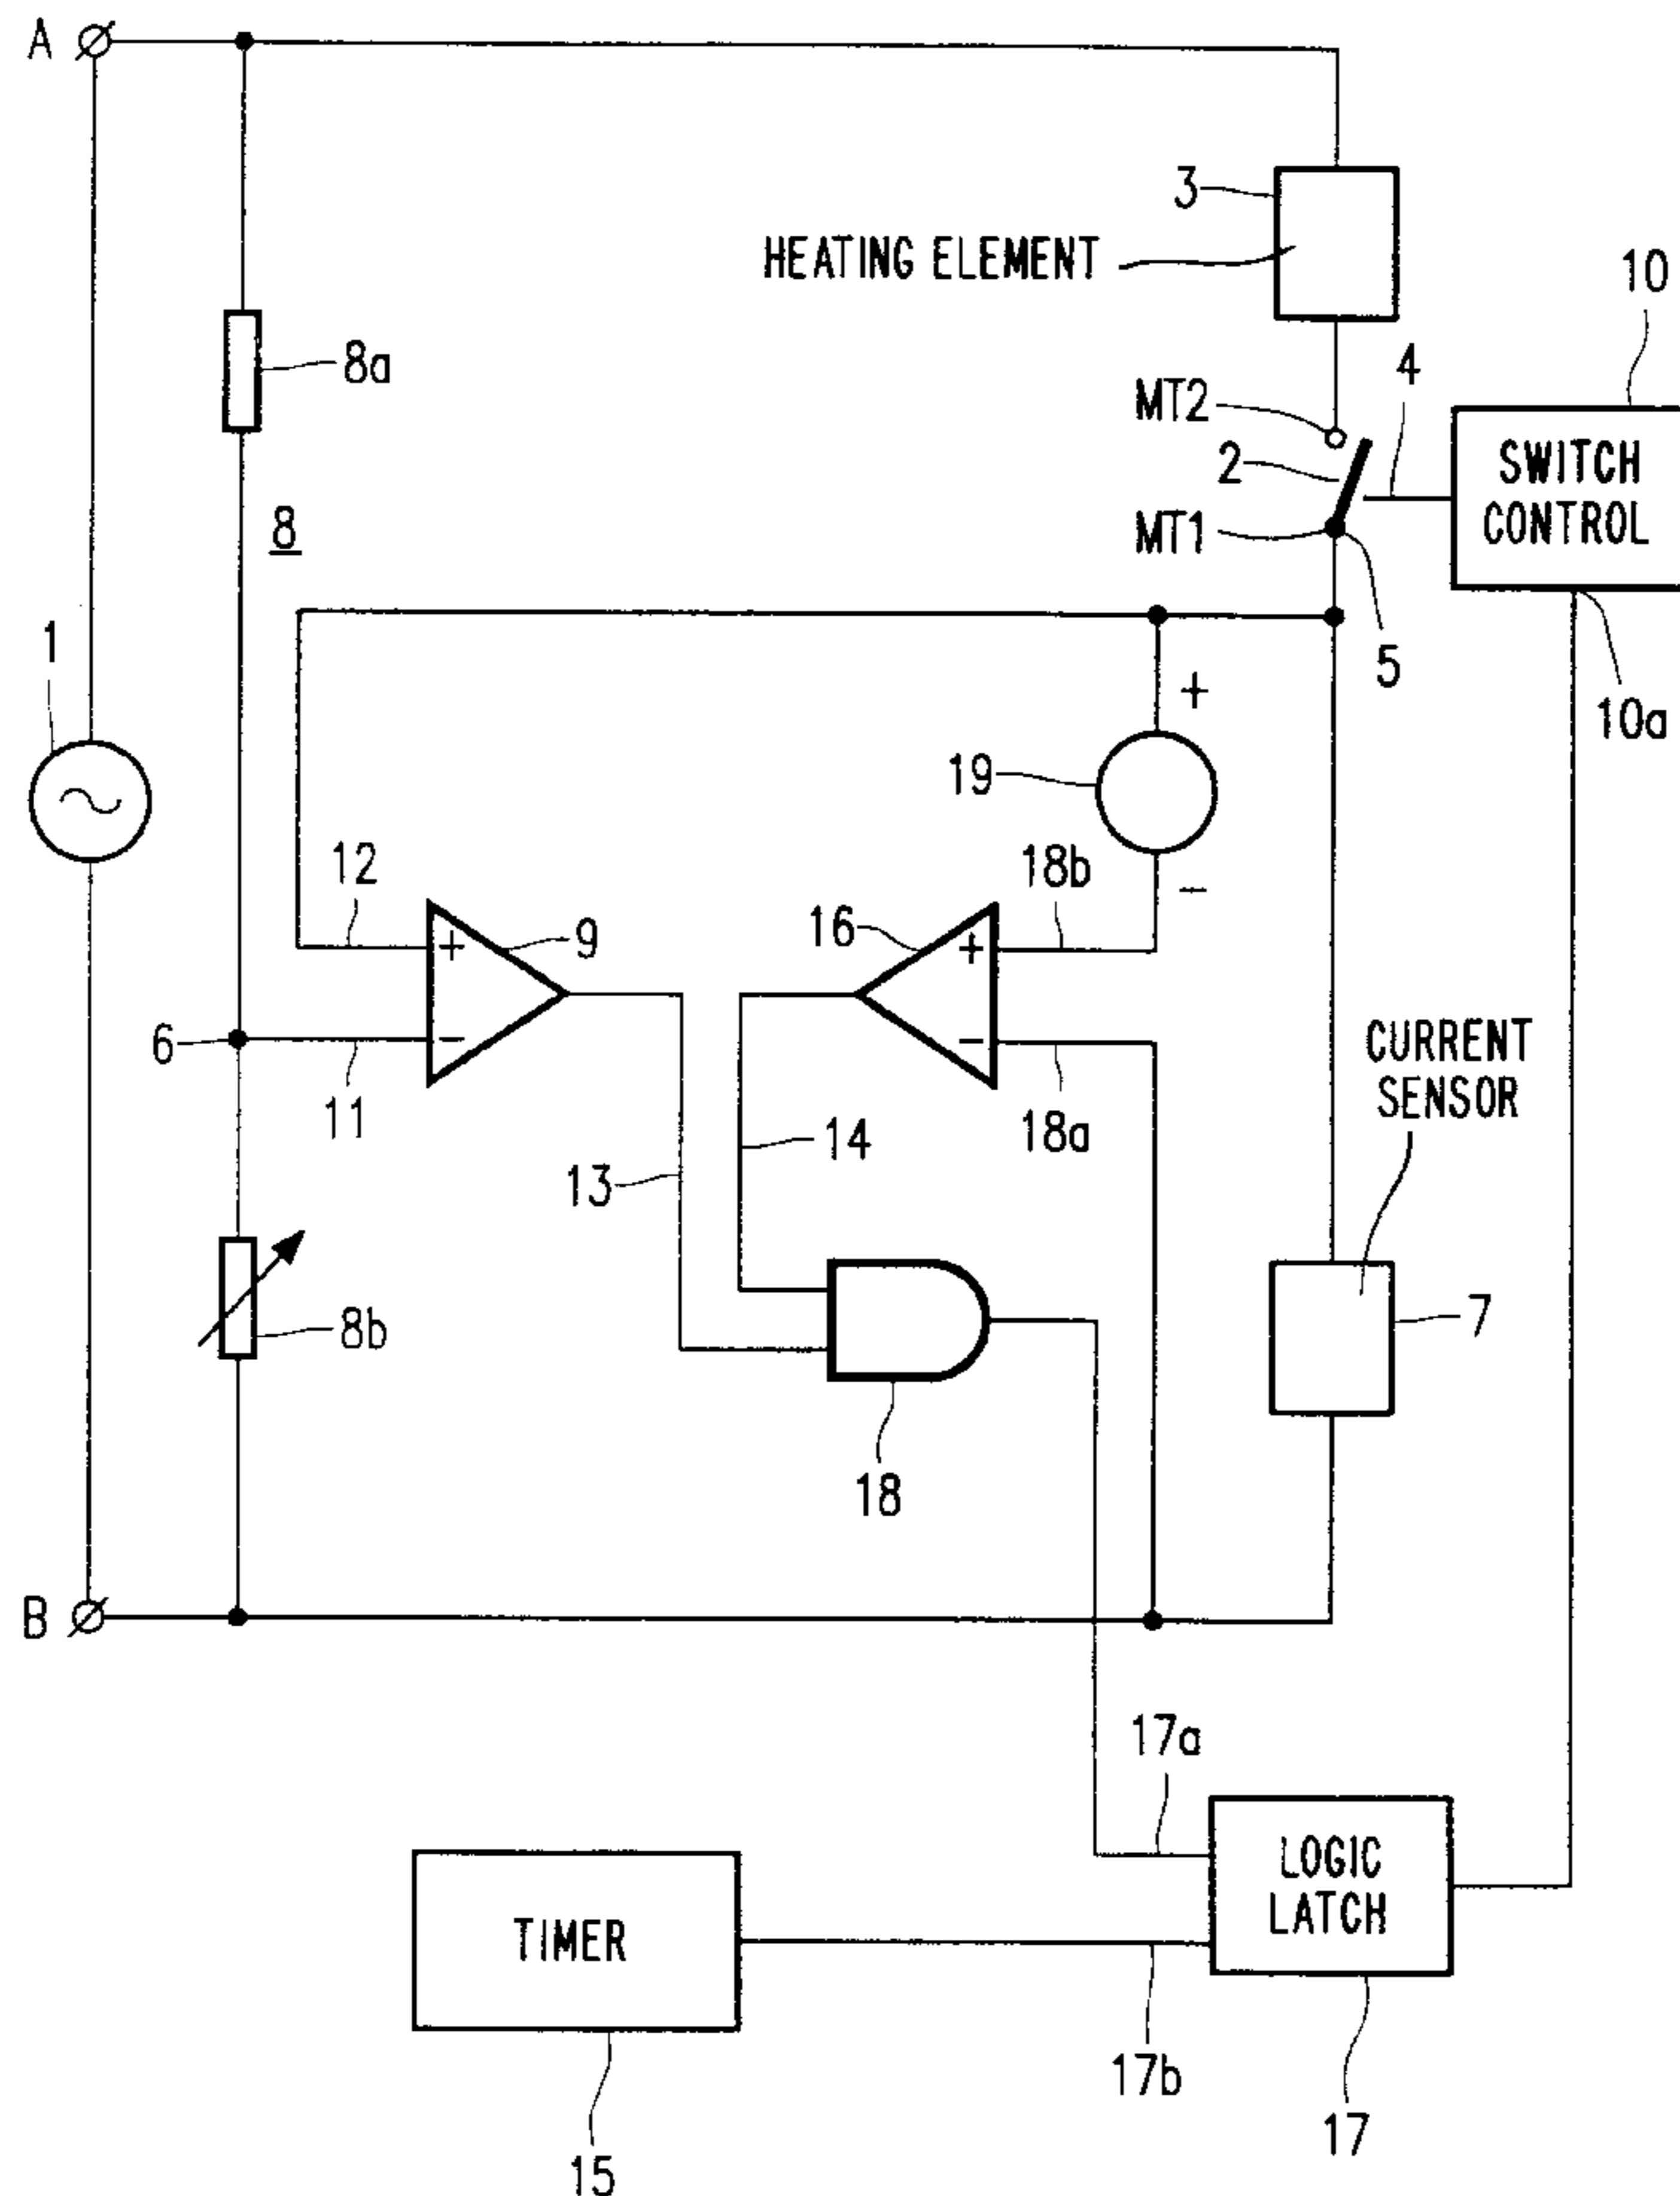 A
3
HEATING ELEMENT
10
8a
4
MT2
2
SWITCH
CONTROL
8
MT1
1
5
10a
+
19
12
18b
−
9
16
+
+
6
−
−
CURRENT
SENSOR
11
18a
14
13
7
8b
18
B
17a
LOGIC
LATCH
TIMER
17b
17
15